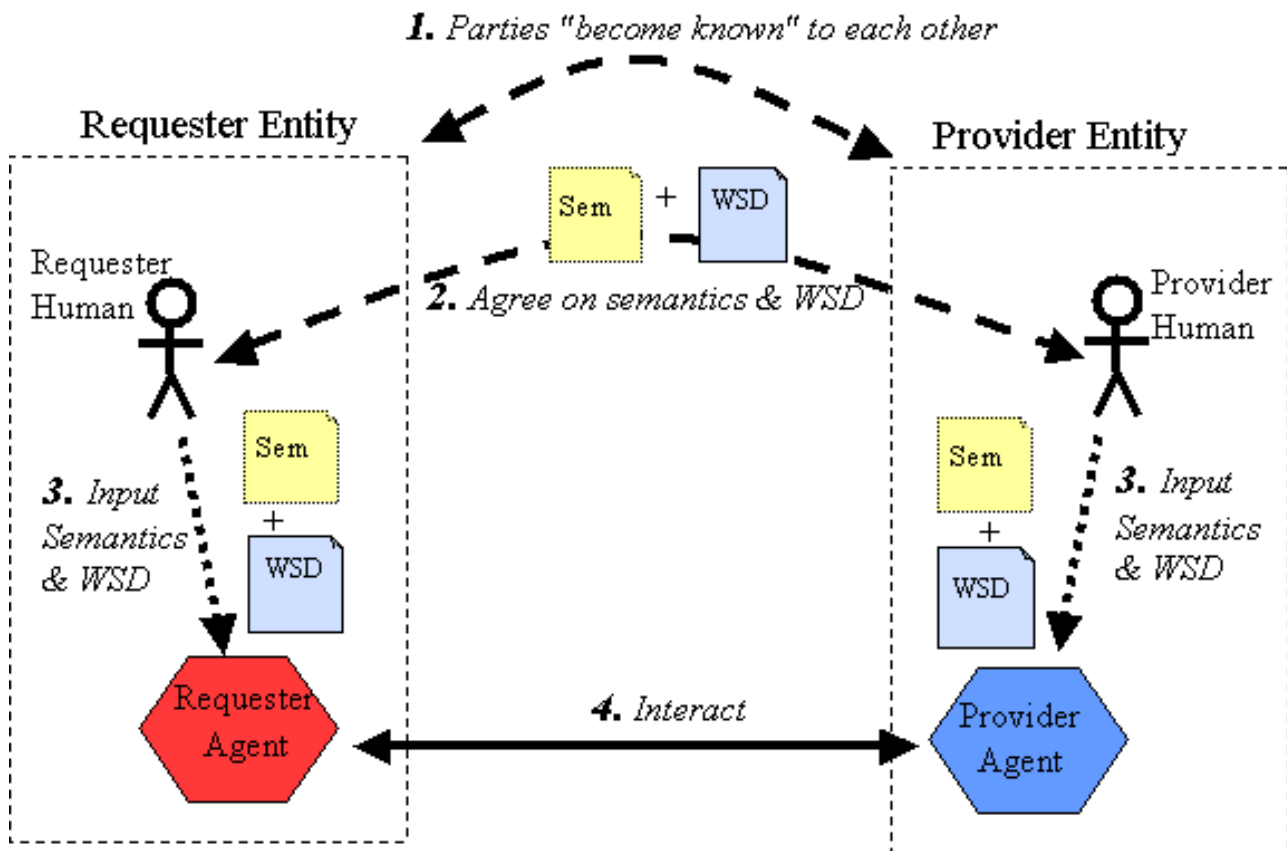 1. Parties "become known" to each other
Requester Entity
Provider Entity
Sem
+
WSD
Requester
Human
2. Agree on semantics & WSD
Provider
Human
Sem
+
WSD
3. Input
Semantics
& WSD
Sem
+
WSD
3. Input
Semantics
& WSD
Requester
Agent
4. Interact
Provider
Agent